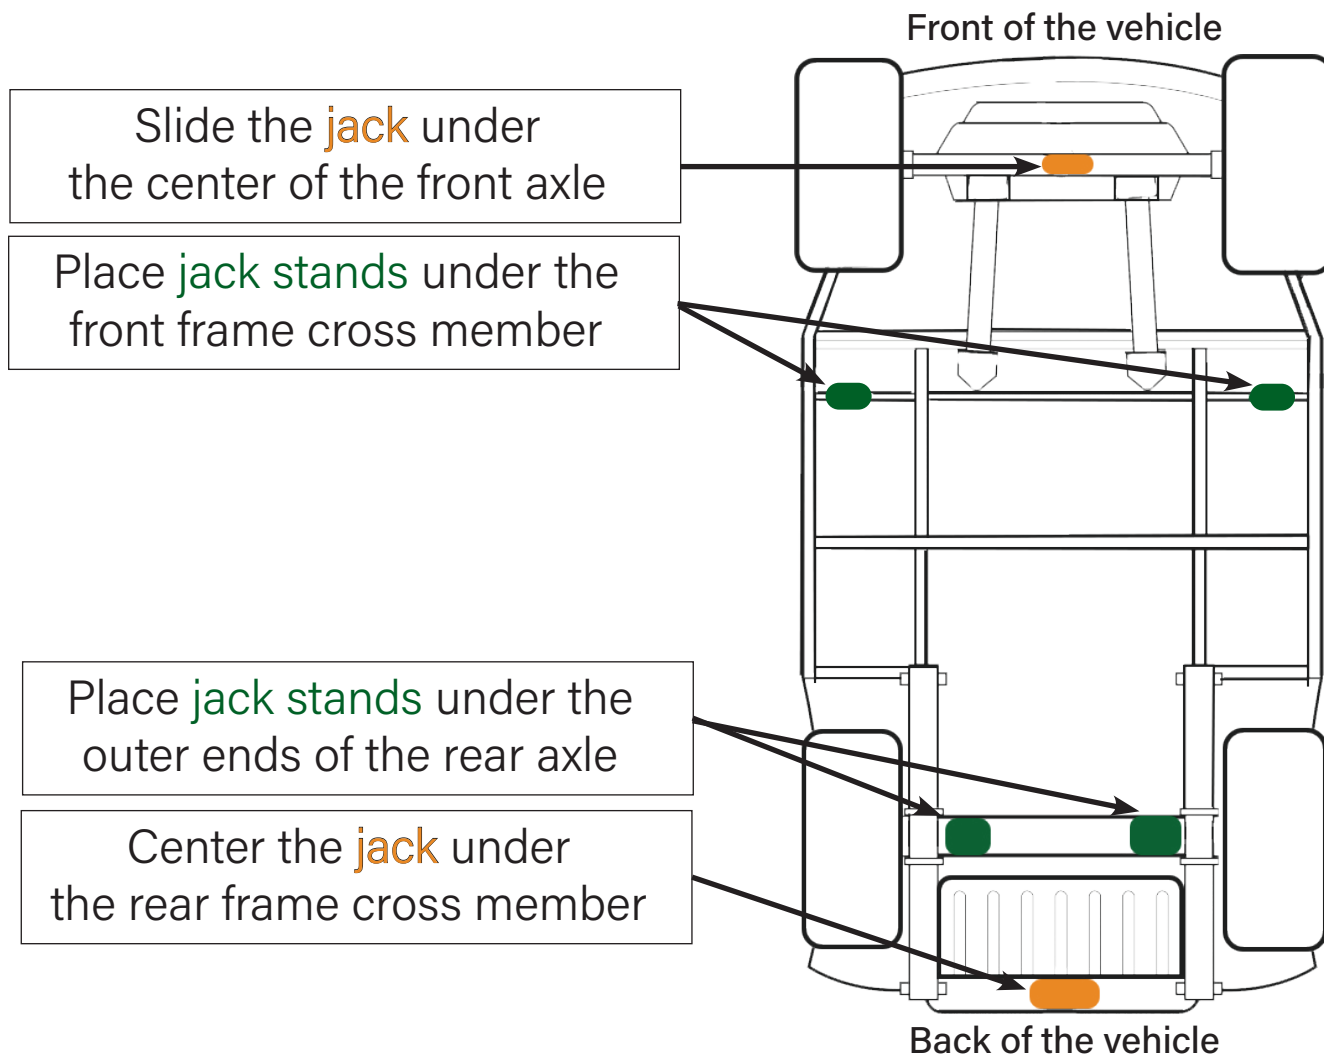 Front of the vehicle
Slide the jack under
the center of the front axle
Place jack stands under the
front frame cross member
Place jack stands under the
outer ends of the rear axle
Center the jack under
the rear frame cross member
Back of the vehicle